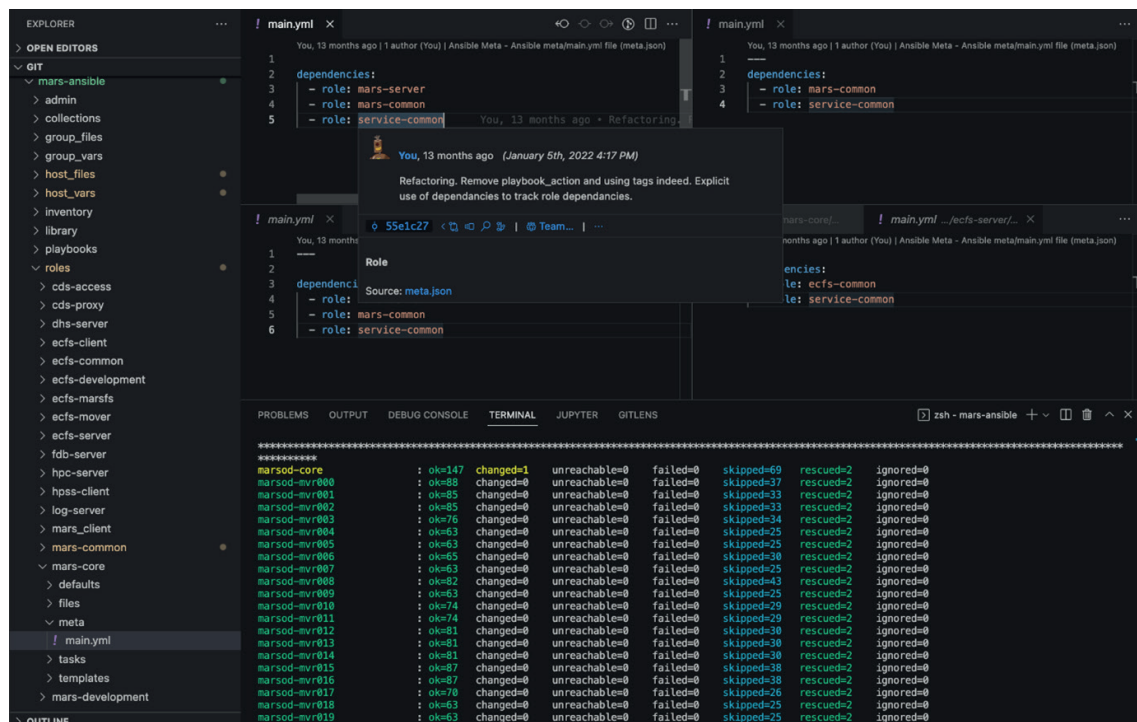 EXPLORER
OPEN EDITORS
GIT
mars-ansible
admin
collections
group_files
group_vars
host_files
host_vars
inventory
library
playbooks
roles
cds-access
cds-proxy
dhs-server
ecfs-client
ecfs-common
ecfs-development
ecfs-marsfs
ecfs-mover
ecfs-server
fdb-server
hpc-server
hpss-client
log-server
mars_client
mars-common
mars-core
defaults
files
meta
! main.yml
tasks
templates
mars-development
OUTLINE
! main.yml ×
You, 13 months ago | 1 author (You) | Ansible Meta - Ansible meta/main.yml file (meta.json)
1
2 dependencies:
3 - role: mars-server
4 - role: mars-common
5 - role: service-common You, 13 months ago • Refactoring.
You, 13 months ago (January 5th, 2022 4:17 PM)
Refactoring. Remove playbook_action and using tags indeed. Explicit
use of dependancies to track role dependancies.
55e1c27 | Team... | ...
Role
Source: meta.json
! main.yml ×
You, 13 months ago | 1 author (You) | Ansible Meta - Ansible meta/main.yml file (meta.json)
1 ---
2 dependencies:
3 - role: mars-common
4 - role: service-common
! main.yml ×
You, 13 months
1 ---
2
3 dependenci
4 - role:
5 - role: mars-common
6 - role: service-common
mars-core/... ! main.yml .../ecfs-server/... ×
months ago | 1 author (You) | Ansible Meta - Ansible meta/main.yml file (meta.json)
encies:
le: ecfs-common
le: service-common
PROBLEMS OUTPUT DEBUG CONSOLE TERMINAL JUPYTER GITLENS zsh - mars-ansible
marsod-core : ok=147 changed=1 unreachable=0 failed=0 skipped=69 rescued=2 ignored=0
marsod-mvr000 : ok=88 changed=0 unreachable=0 failed=0 skipped=37 rescued=2 ignored=0
marsod-mvr001 : ok=85 changed=0 unreachable=0 failed=0 skipped=33 rescued=2 ignored=0
marsod-mvr002 : ok=85 changed=0 unreachable=0 failed=0 skipped=33 rescued=2 ignored=0
marsod-mvr003 : ok=76 changed=0 unreachable=0 failed=0 skipped=34 rescued=2 ignored=0
marsod-mvr004 : ok=63 changed=0 unreachable=0 failed=0 skipped=25 rescued=2 ignored=0
marsod-mvr005 : ok=63 changed=0 unreachable=0 failed=0 skipped=25 rescued=2 ignored=0
marsod-mvr006 : ok=65 changed=0 unreachable=0 failed=0 skipped=30 rescued=2 ignored=0
marsod-mvr007 : ok=63 changed=0 unreachable=0 failed=0 skipped=25 rescued=2 ignored=0
marsod-mvr008 : ok=82 changed=0 unreachable=0 failed=0 skipped=43 rescued=2 ignored=0
marsod-mvr009 : ok=63 changed=0 unreachable=0 failed=0 skipped=25 rescued=2 ignored=0
marsod-mvr010 : ok=74 changed=0 unreachable=0 failed=0 skipped=29 rescued=2 ignored=0
marsod-mvr011 : ok=74 changed=0 unreachable=0 failed=0 skipped=29 rescued=2 ignored=0
marsod-mvr012 : ok=81 changed=0 unreachable=0 failed=0 skipped=30 rescued=2 ignored=0
marsod-mvr013 : ok=81 changed=0 unreachable=0 failed=0 skipped=30 rescued=2 ignored=0
marsod-mvr014 : ok=81 changed=0 unreachable=0 failed=0 skipped=30 rescued=2 ignored=0
marsod-mvr015 : ok=87 changed=0 unreachable=0 failed=0 skipped=38 rescued=2 ignored=0
marsod-mvr016 : ok=87 changed=0 unreachable=0 failed=0 skipped=38 rescued=2 ignored=0
marsod-mvr017 : ok=70 changed=0 unreachable=0 failed=0 skipped=26 rescued=2 ignored=0
marsod-mvr018 : ok=63 changed=0 unreachable=0 failed=0 skipped=25 rescued=2 ignored=0
marsod-mvr019 : ok=63 changed=0 unreachable=0 failed=0 skipped=25 rescued=2 ignored=0